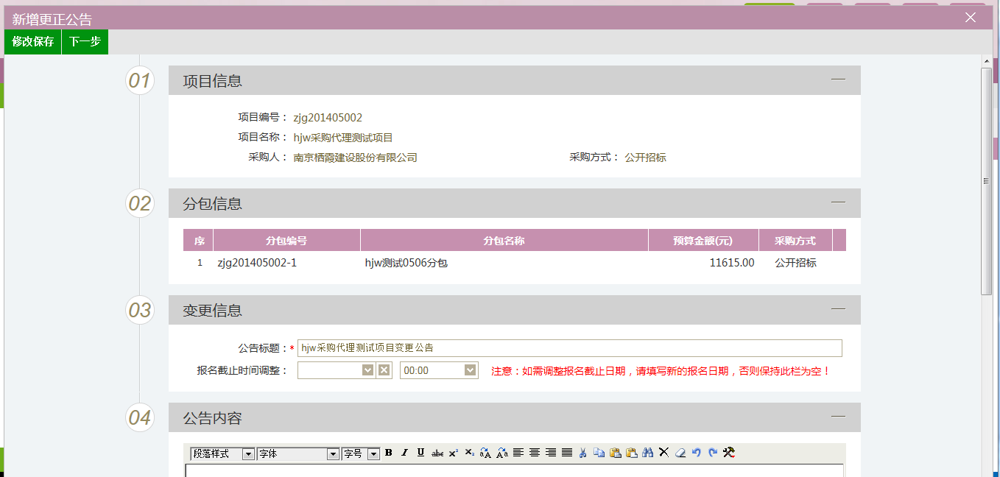 新增更正公告
修改保存 下一步
01 项目信息
项目编号： zjg201405002
项目名称： hjw采购代理测试项目
采购人： 南京栖霞建设股份有限公司 采购方式： 公开招标
02 分包信息
序 分包编号 分包名称 预算金额(元) 采购方式
1 zjg201405002-1 hjw测试0506分包 11615.00 公开招标
03 变更信息
公告标题：* hjw采购代理测试项目变更公告
报名截止时间调整： 00:00 注意：如需调整报名截止日期，请填写新的报名日期，否则保持此栏为空！
04 公告内容
段落样式 字体 字号 B I U abc x² x₂